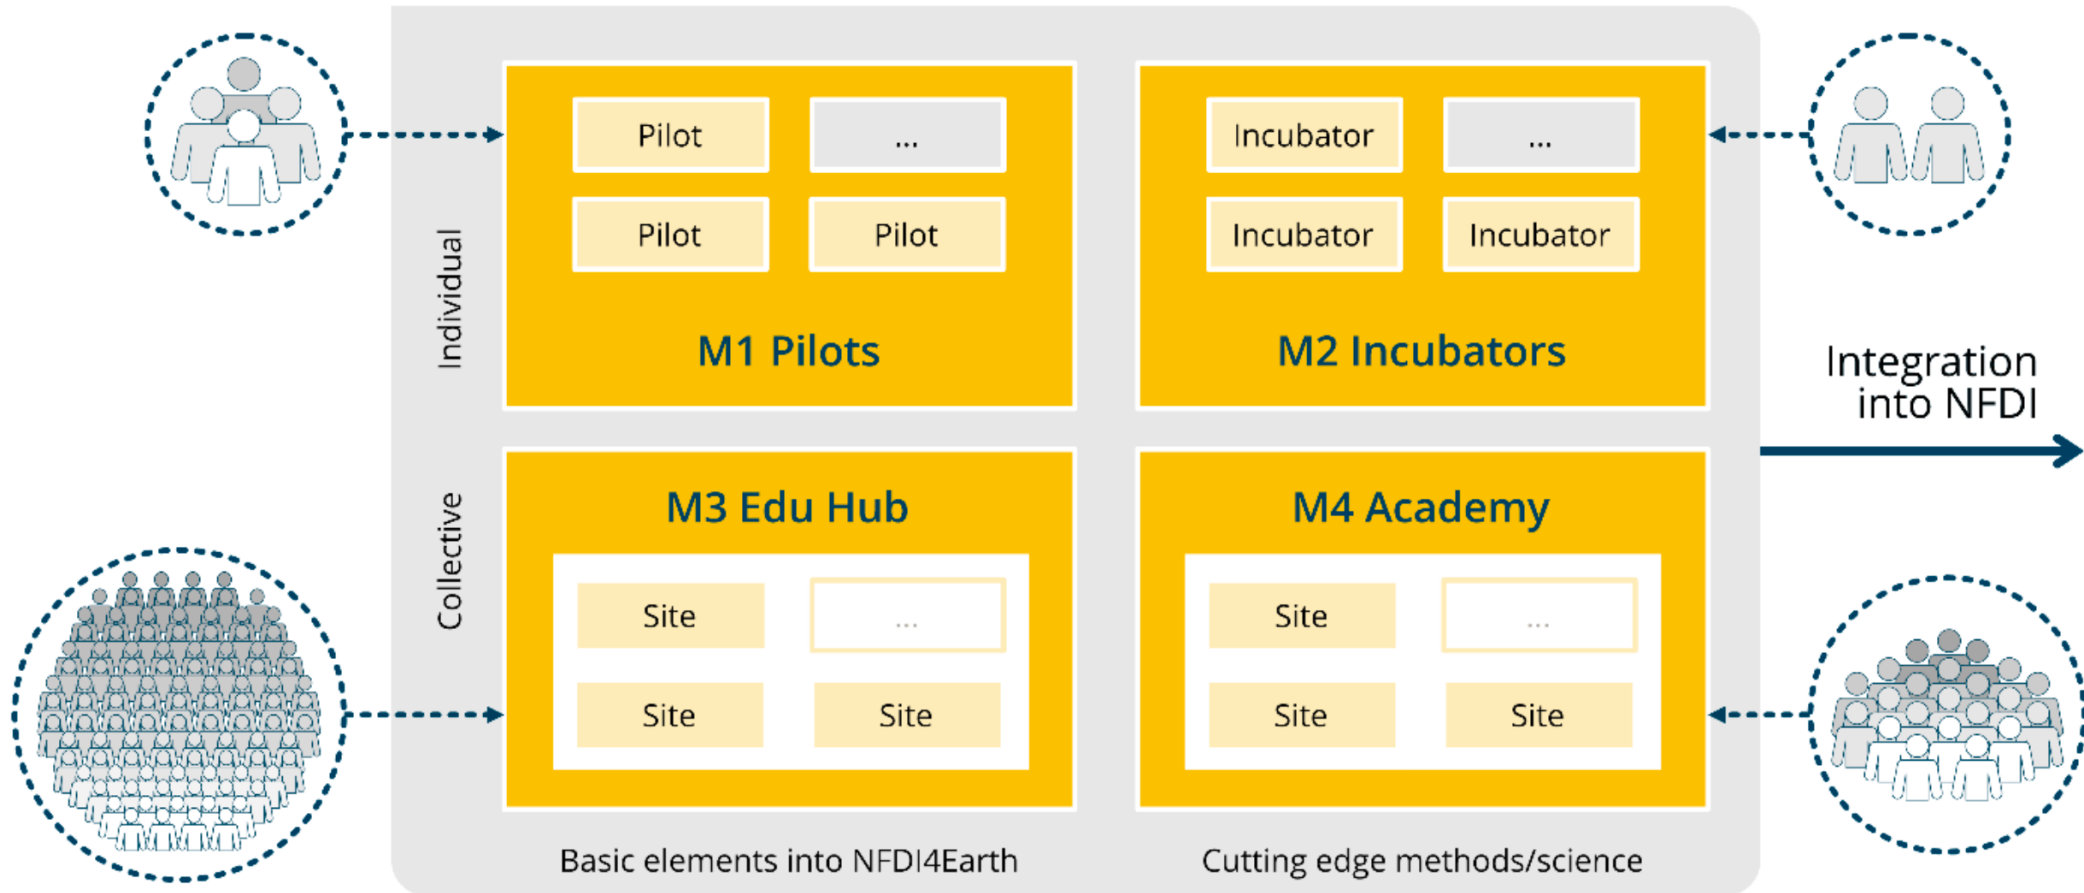 Individual
Pilot
...
Pilot
Pilot
M1 Pilots
Incubator
...
Incubator
Incubator
M2 Incubators
Integration
into NFDI
Collective
M3 Edu Hub
Site
...
Site
Site
M4 Academy
Site
...
Site
Site
Basic elements into NFDI4Earth
Cutting edge methods/science